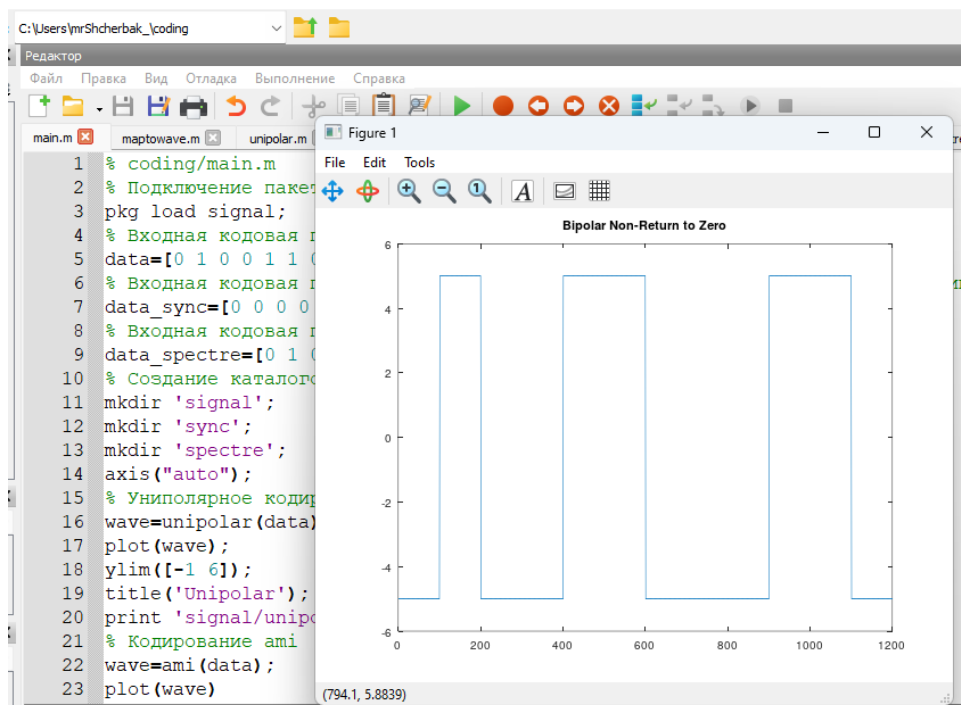 C:\Users\mrShcherbak_\coding
Редактор
Файл Правка Вид Отладка Выполнение Справка
main.m maptowave.m unipolar.m
1 % coding/main.m
2 % Подключение
3 pkg load signal;
4 % Входная кодовая
5 data=[0 1 0 0 1 1
6 % Входная кодовая
7 data_sync=[0 0 0 0
8 % Входная кодовая
9 data_spectre=[0 1
10 % Создание
11 mkdir 'signal';
12 mkdir 'sync';
13 mkdir 'spectre';
14 axis("auto");
15 % Униполярное
16 wave=unipolar(data)
17 plot(wave);
18 ylim([-1 6]);
19 title('Unipolar');
20 print 'signal/unipo
21 % Кодирование ami
22 wave=ami(data);
23 plot(wave)
Figure 1
File Edit Tools
A
Bipolar Non-Return to Zero
6
4
2
0
-2
-4
-6
0 200 400 600 800 1000 1200
(794.1, 5.8839)